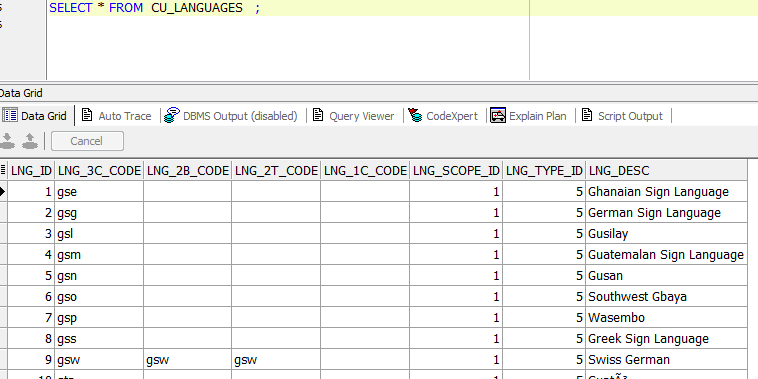 5
SELECT * FROM CU_LANGUAGES ;
6
Data Grid
Data Grid Auto Trace DBMS Output (disabled) Query Viewer CodeXpert Explain Plan Script Output
Cancel
LNG_ID LNG_3C_CODE LNG_2B_CODE LNG_2T_CODE LNG_1C_CODE LNG_SCOPE_ID LNG_TYPE_ID LNG_DESC
1 gse 1 5 Ghanaian Sign Language
2 gsg 1 5 German Sign Language
3 gsl 1 5 Gusilay
4 gsm 1 5 Guatemalan Sign Language
5 gsn 1 5 Gusan
6 gso 1 5 Southwest Gbaya
7 gsp 1 5 Wasembo
8 gss 1 5 Greek Sign Language
9 gsw gsw gsw 1 5 Swiss German